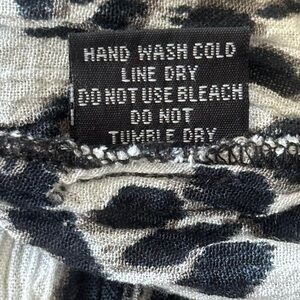 HAND WASH COLD
LINE DRY
DO NOT USE BLEACH
DO NOT
TUMBLE DRY